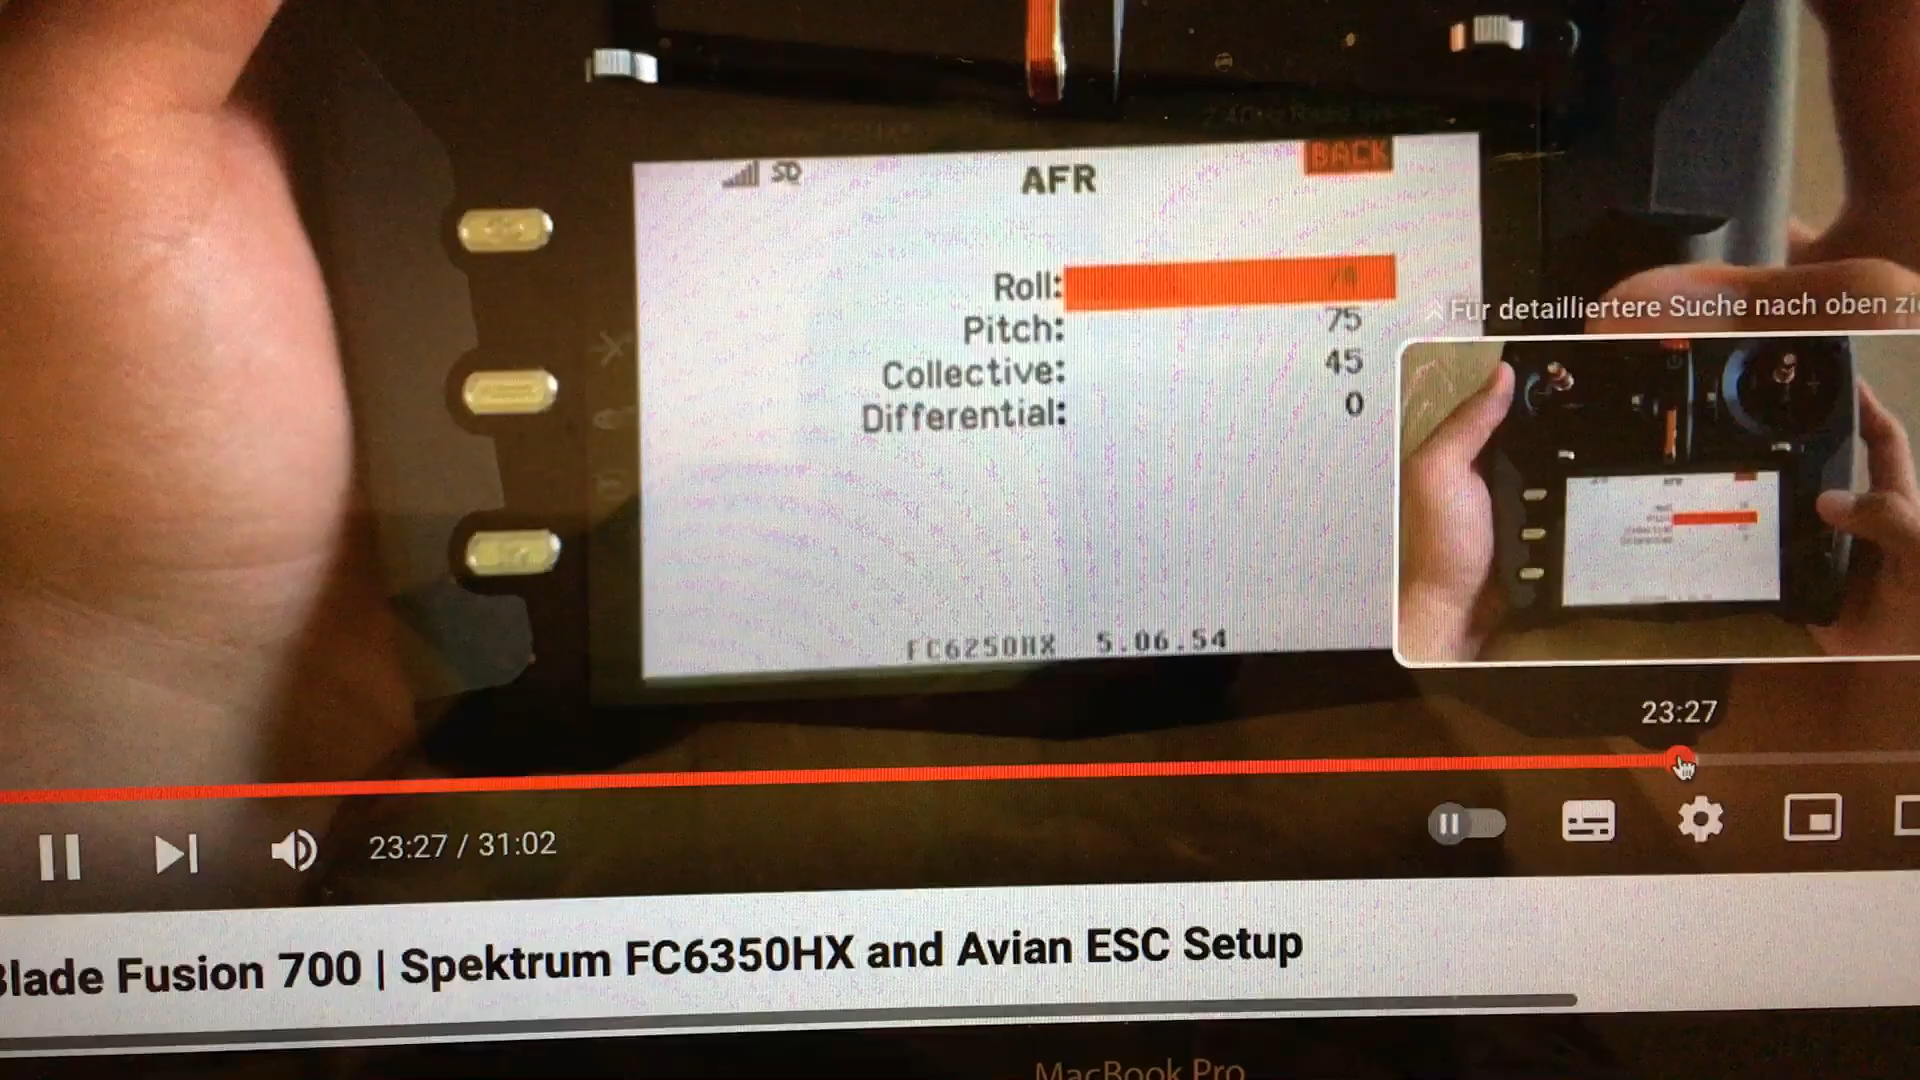 SD
AFR
BACK
Roll:
Pitch: 75
Collective: 45
Differential: 0
FC6250HX 5.06.54
Für detailliertere Suche nach oben
23:27
23:27 / 31:02
Blade Fusion 700 | Spektrum FC6350HX and Avian ESC Setup
MacBook Pro